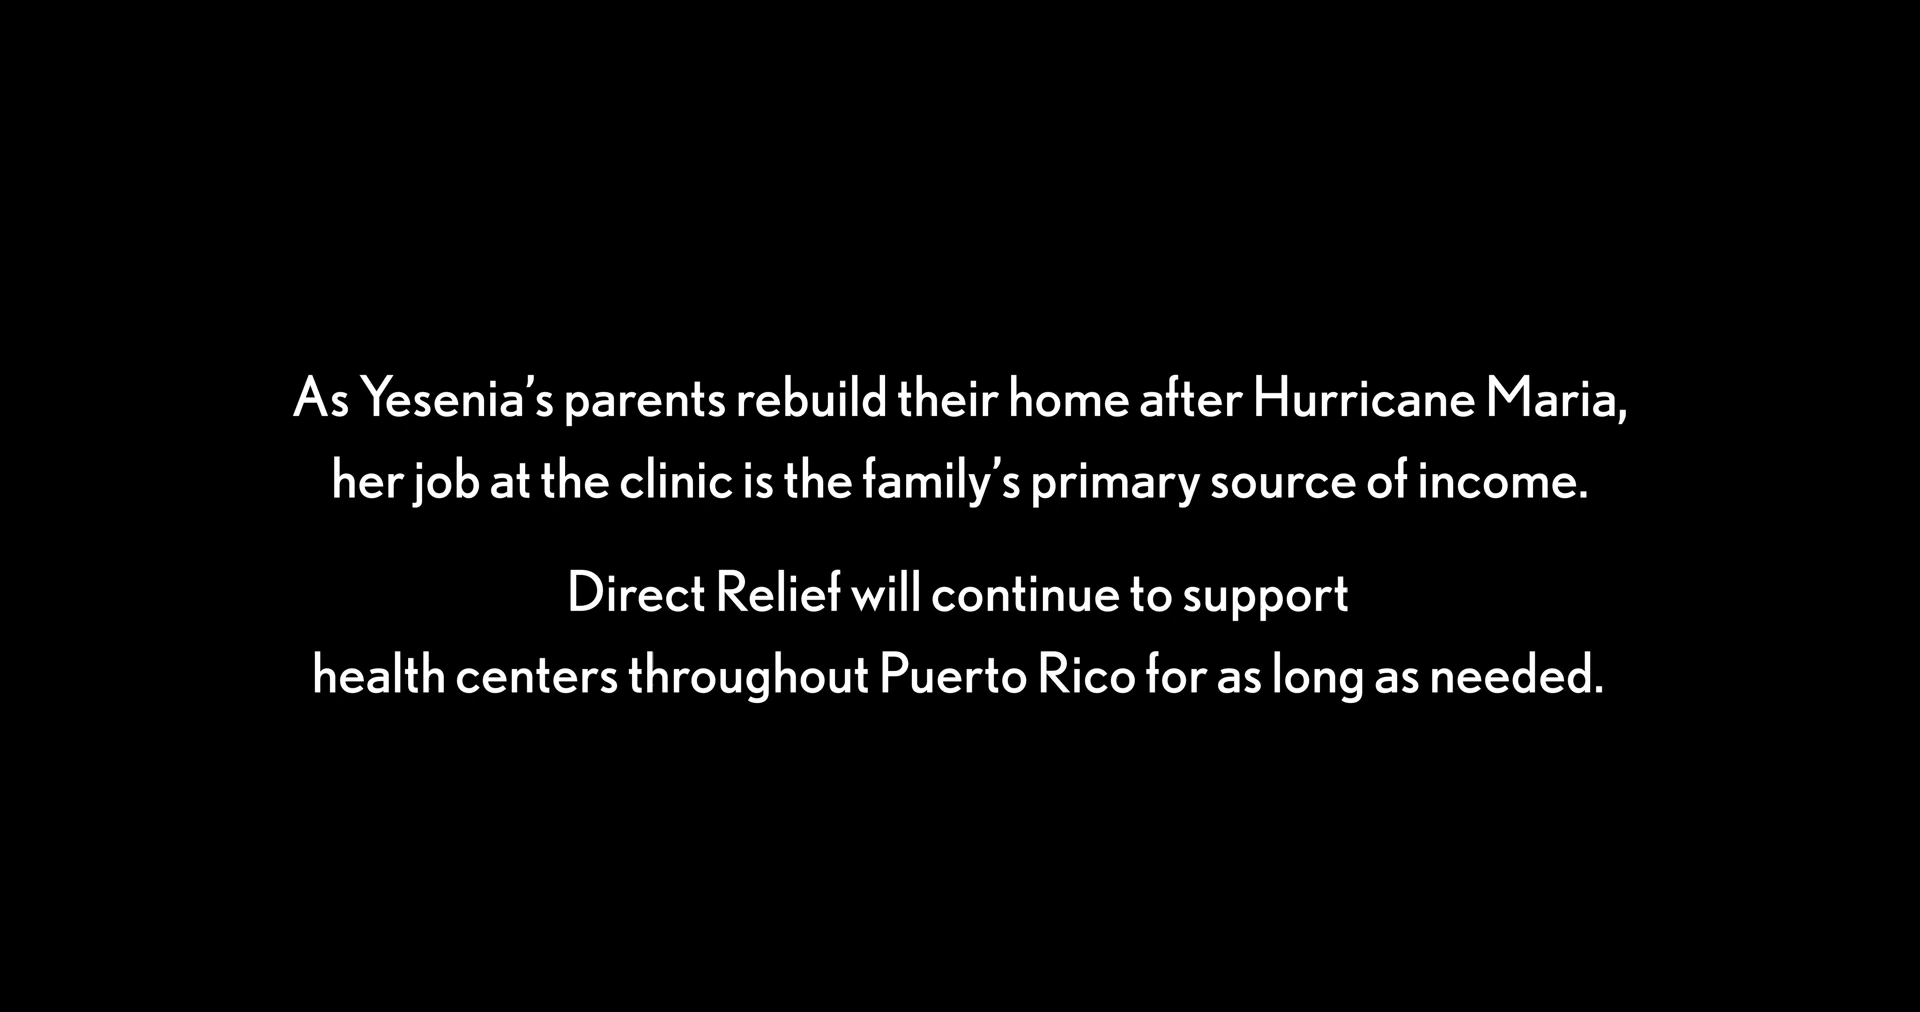 As Yesenia’s parents rebuild their home after Hurricane Maria,
her job at the clinic is the family’s primary source of income.
Direct Relief will continue to support
health centers throughout Puerto Rico for as long as needed.